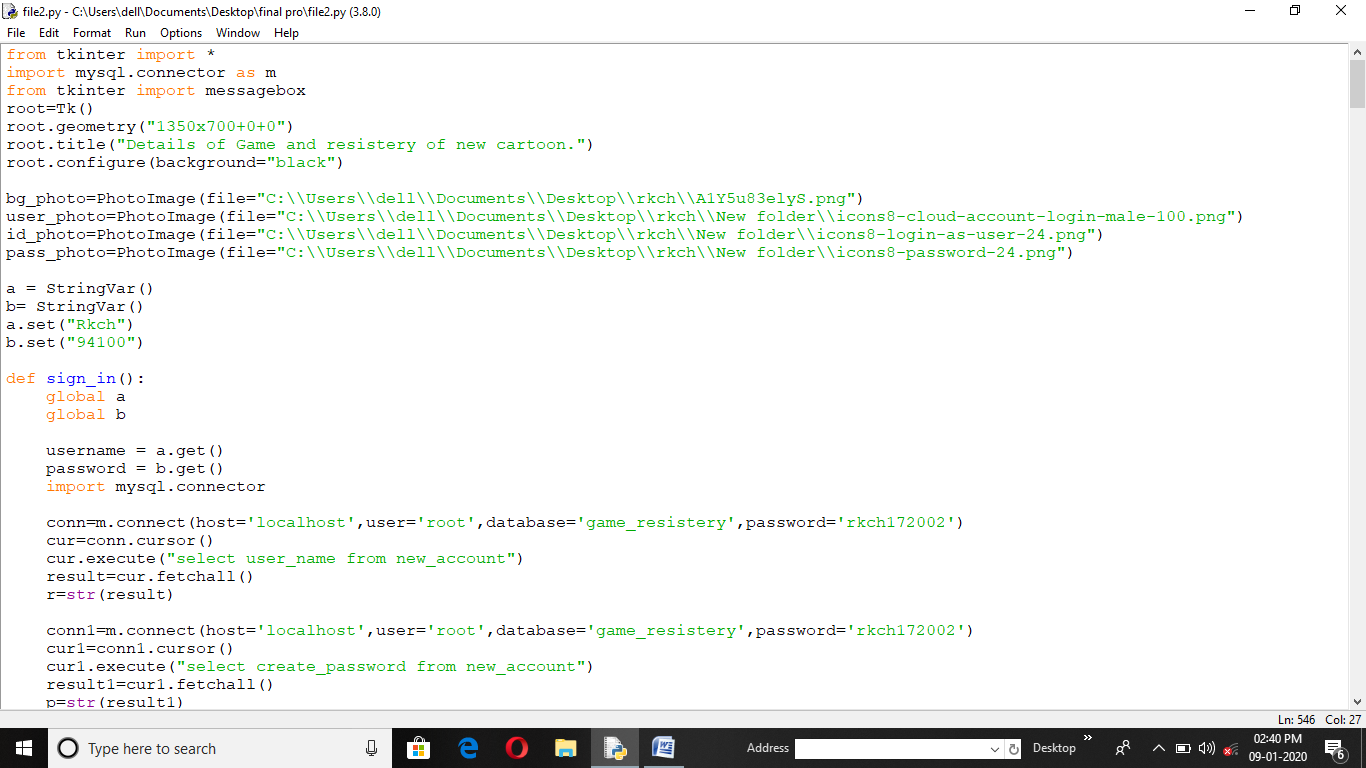 file2.py - C:\Users\dell\Documents\Desktop\final pro\file2.py (3.8.0)
File Edit Format Run Options Window Help
from tkinter import *
import mysql.connector as m
from tkinter import messagebox
root=Tk()
root.geometry("1350x700+0+0")
root.title("Details of Game and resistery of new cartoon.")
root.configure(background="black")

bg_photo=PhotoImage(file="C:\\Users\\dell\\Documents\\Desktop\\rkch\\A1Y5u83elyS.png")
user_photo=PhotoImage(file="C:\\Users\\dell\\Documents\\Desktop\\rkch\\New folder\\icons8-cloud-account-login-male-100.png")
id_photo=PhotoImage(file="C:\\Users\\dell\\Documents\\Desktop\\rkch\\New folder\\icons8-login-as-user-24.png")
pass_photo=PhotoImage(file="C:\\Users\\dell\\Documents\\Desktop\\rkch\\New folder\\icons8-password-24.png")

a = StringVar()
b= StringVar()
a.set("Rkch")
b.set("94100")

def sign_in():
    global a
    global b

    username = a.get()
    password = b.get()
    import mysql.connector

    conn=m.connect(host='localhost',user='root',database='game_resistery',password='rkch172002')
    cur=conn.cursor()
    cur.execute("select user_name from new_account")
    result=cur.fetchall()
    r=str(result)

    conn1=m.connect(host='localhost',user='root',database='game_resistery',password='rkch172002')
    cur1=conn1.cursor()
    cur1.execute("select create_password from new_account")
    result1=cur1.fetchall()
    p=str(result1)
Ln: 546 Col: 27
Type here to search
Address
Desktop
02:40 PM
09-01-2020
6